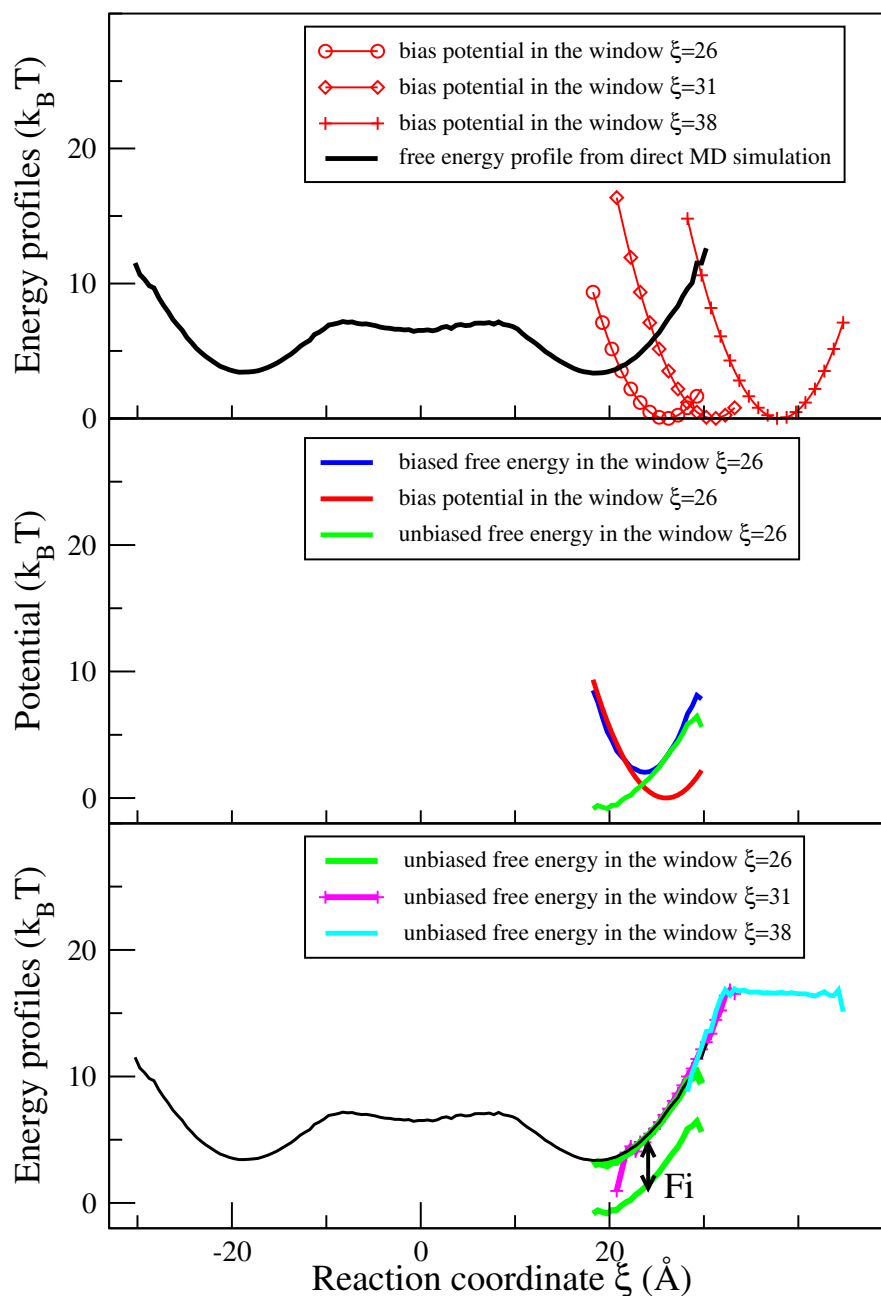 bias potential in the window ξ=26
bias potential in the window ξ=31
bias potential in the window ξ=38
free energy profile from direct MD simulation
Energy profiles (k_B T)
20
10
0
biased free energy in the window ξ=26
bias potential in the window ξ=26
unbiased free energy in the window ξ=26
Potential (k_B T)
20
10
0
unbiased free energy in the window ξ=26
unbiased free energy in the window ξ=31
unbiased free energy in the window ξ=38
Energy profiles (k_B T)
20
10
0
Fi
-20 0 20
Reaction coordinate ξ (Å)